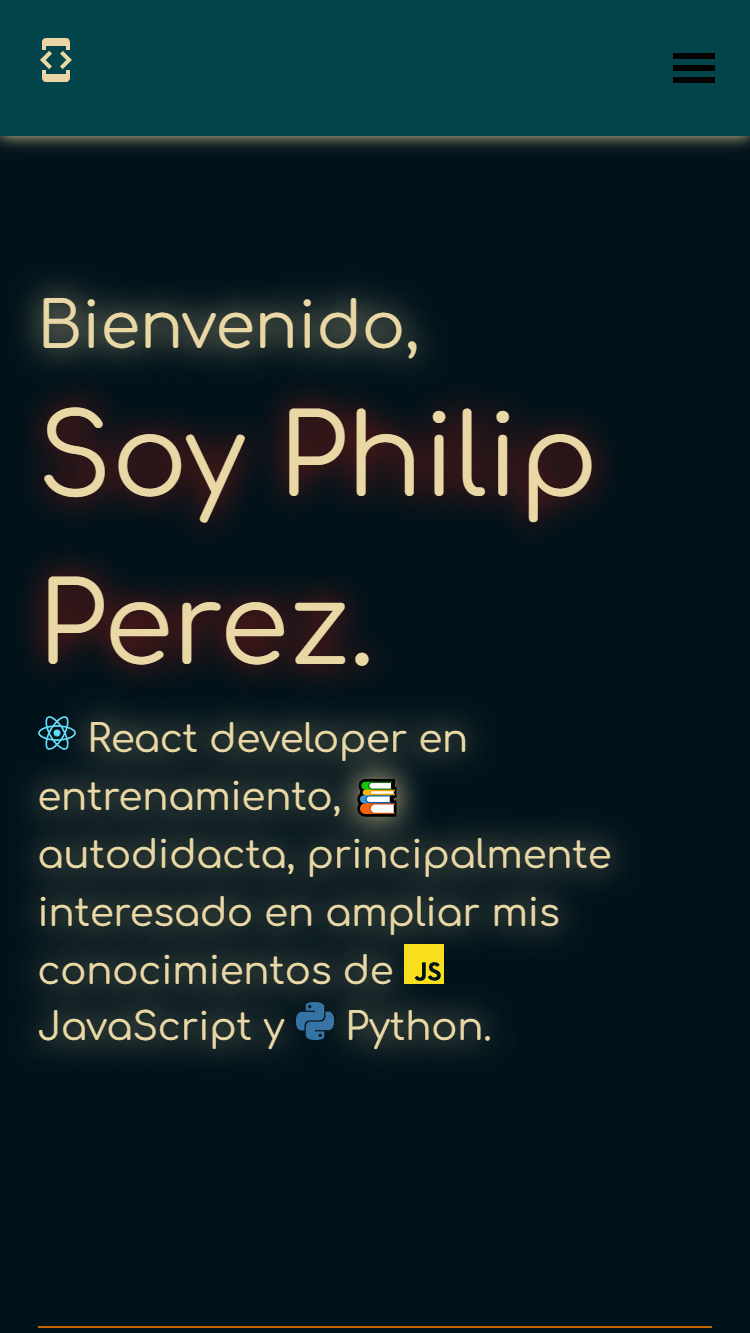 Bienvenido,
Soy Philip
Perez.
React developer en
entrenamiento,
autodidacta, principalmente
interesado en ampliar mis
conocimientos de JS
JavaScript y Python.